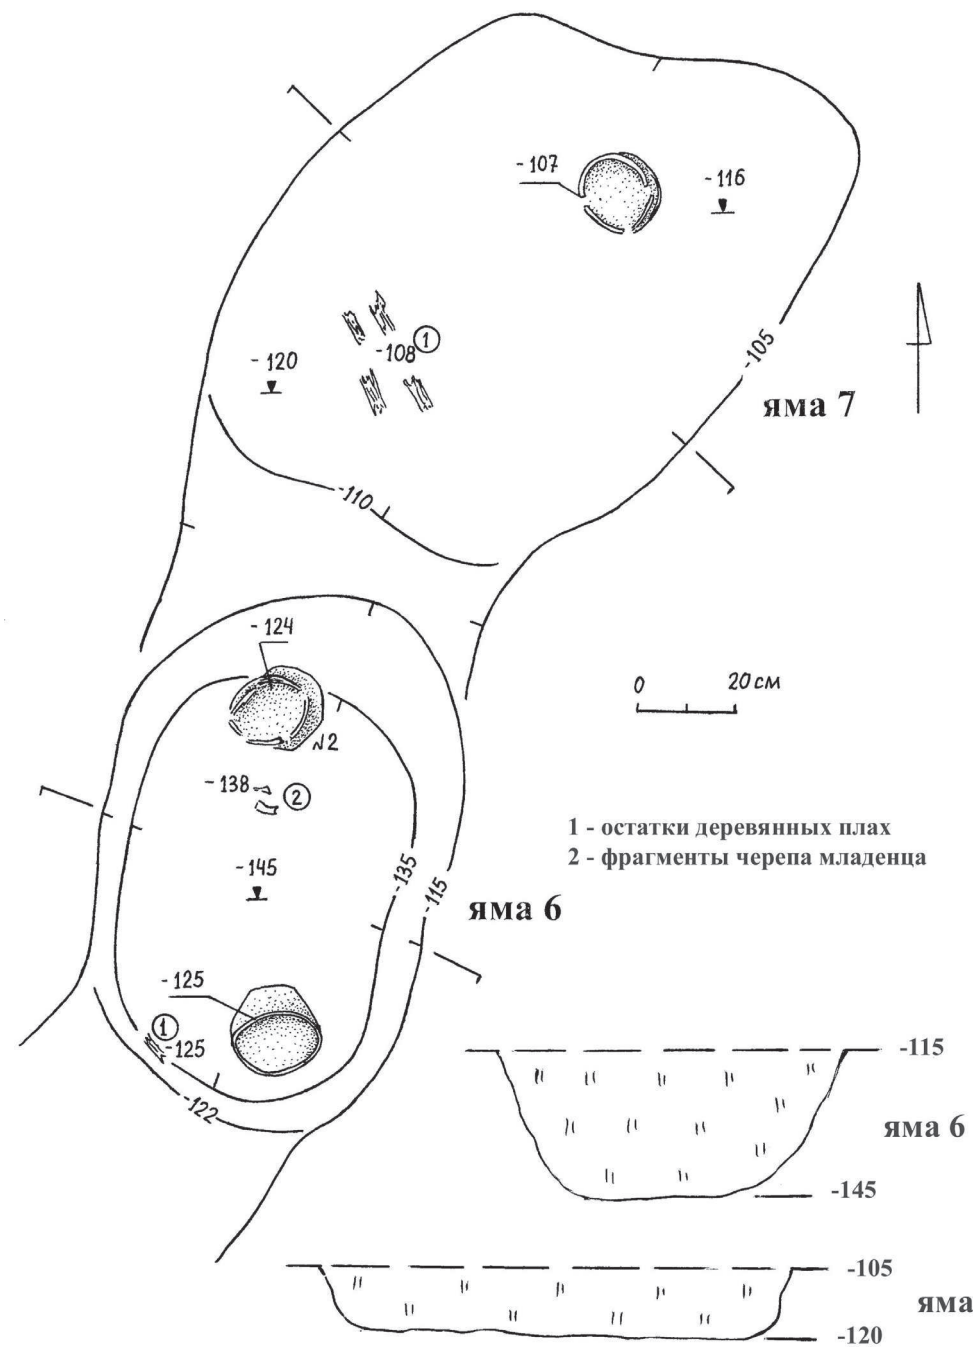 -107
-116
-120
-108 1
-105
яма 7
-110
-124
0 20 см
№2
-138 2
1 - остатки деревянных плах
2 - фрагменты черепа младенца
-145
-135
-115
яма 6
-125
1
-125
-122
-115
яма 6
-145
-105
яма
-120